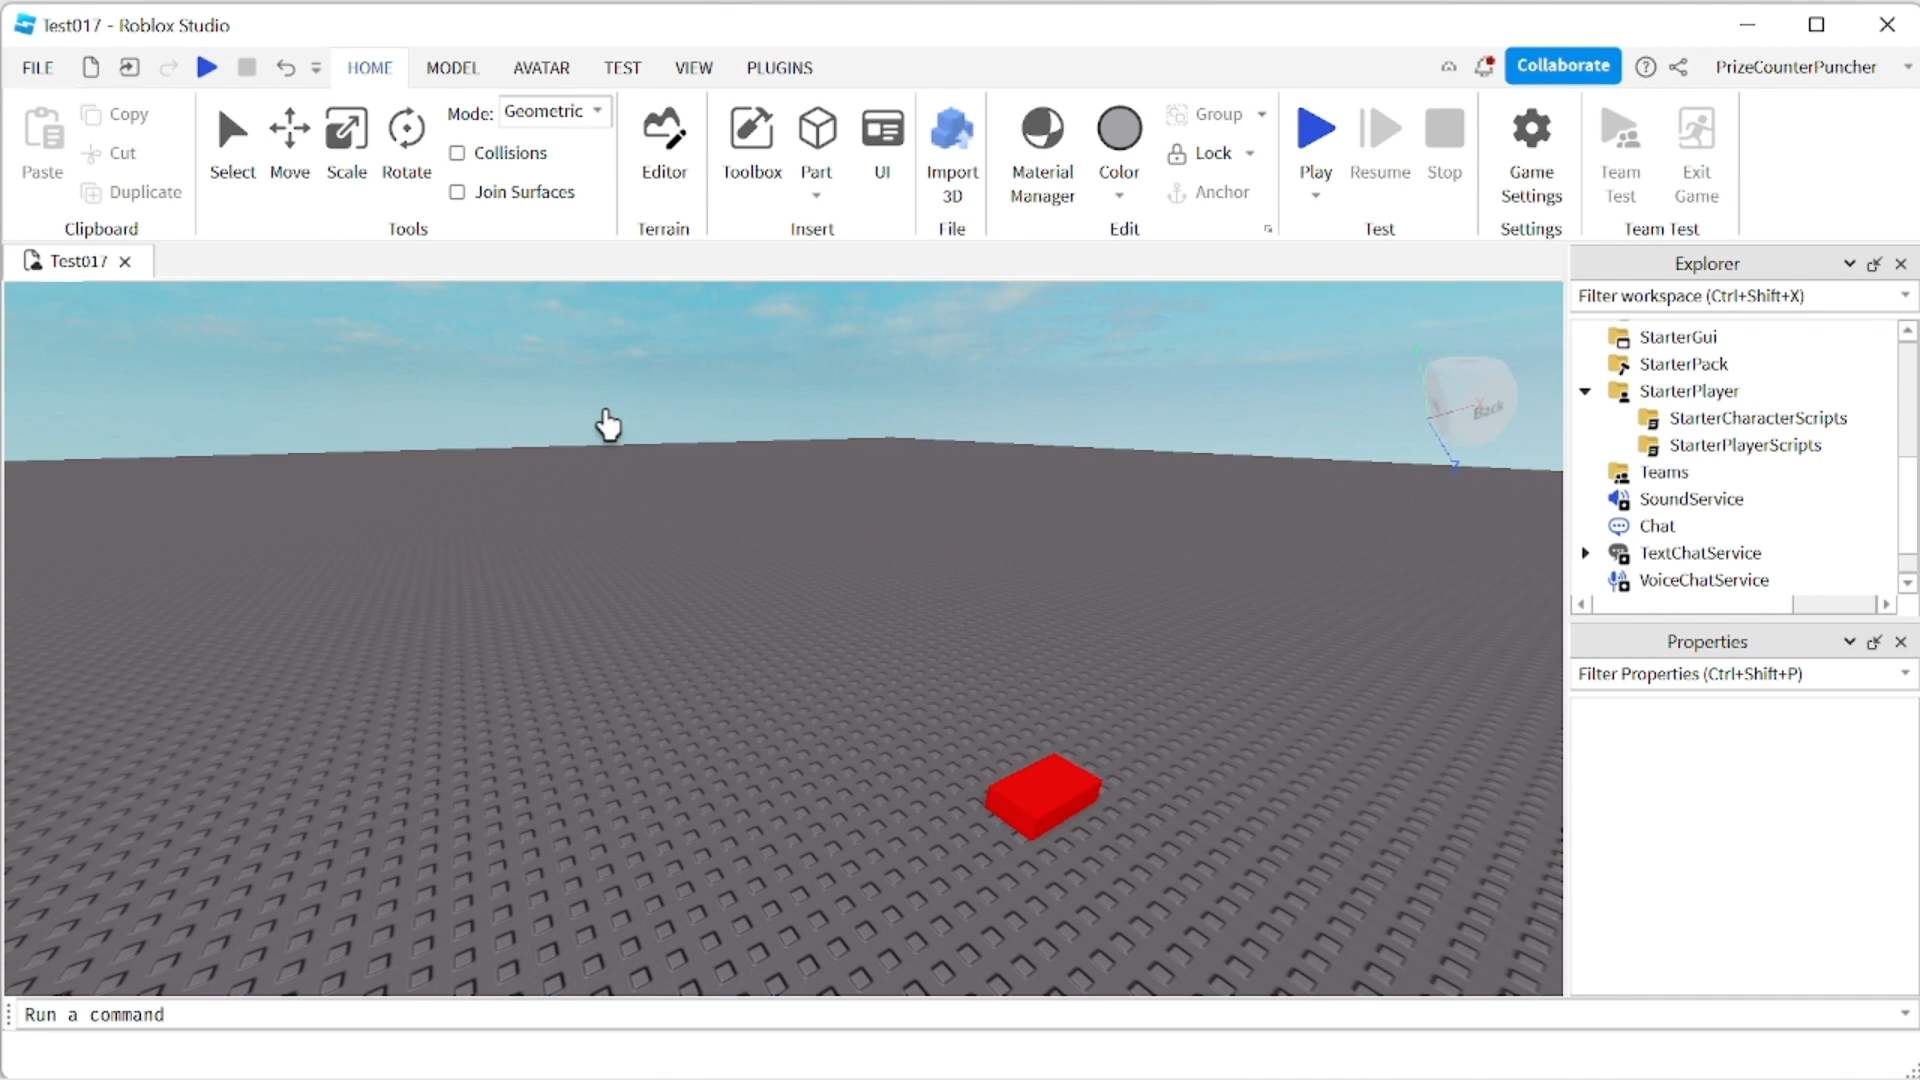 Test017 - Roblox Studio
FILE HOME MODEL AVATAR TEST VIEW PLUGINS Collaborate PrizeCounterPuncher
Paste
Copy
Cut
Duplicate
Clipboard
Select Move Scale Rotate
Mode: Geometric
Collisions
Join Surfaces
Tools
Editor
Terrain
Toolbox Part UI
Insert
Import
3D
File
Material
Manager
Color
Group
Lock
Anchor
Edit
Play Resume Stop
Test
Game
Settings
Settings
Team
Test
Exit
Game
Team Test
Test017
Back
Z
Explorer
Filter workspace (Ctrl+Shift+X)
StarterGui
StarterPack
StarterPlayer
StarterCharacterScripts
StarterPlayerScripts
Teams
SoundService
Chat
TextChatService
VoiceChatService
Properties
Filter Properties (Ctrl+Shift+P)
Run a command